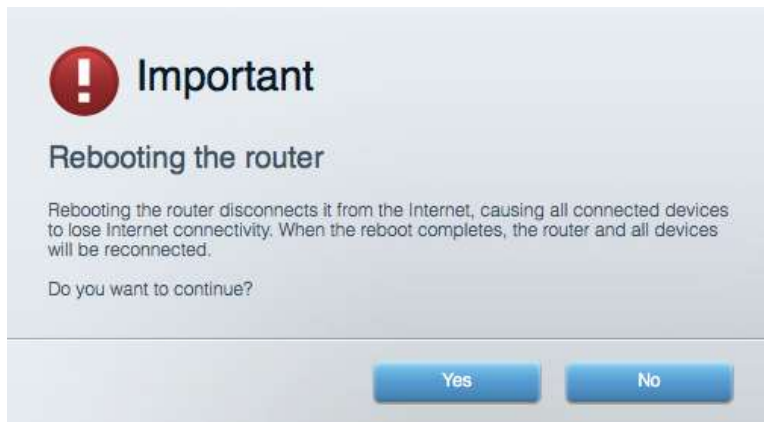 Important
Rebooting the router
Rebooting the router disconnects it from the Internet, causing all connected devices
to lose Internet connectivity. When the reboot completes, the router and all devices
will be reconnected.
Do you want to continue?
Yes
No